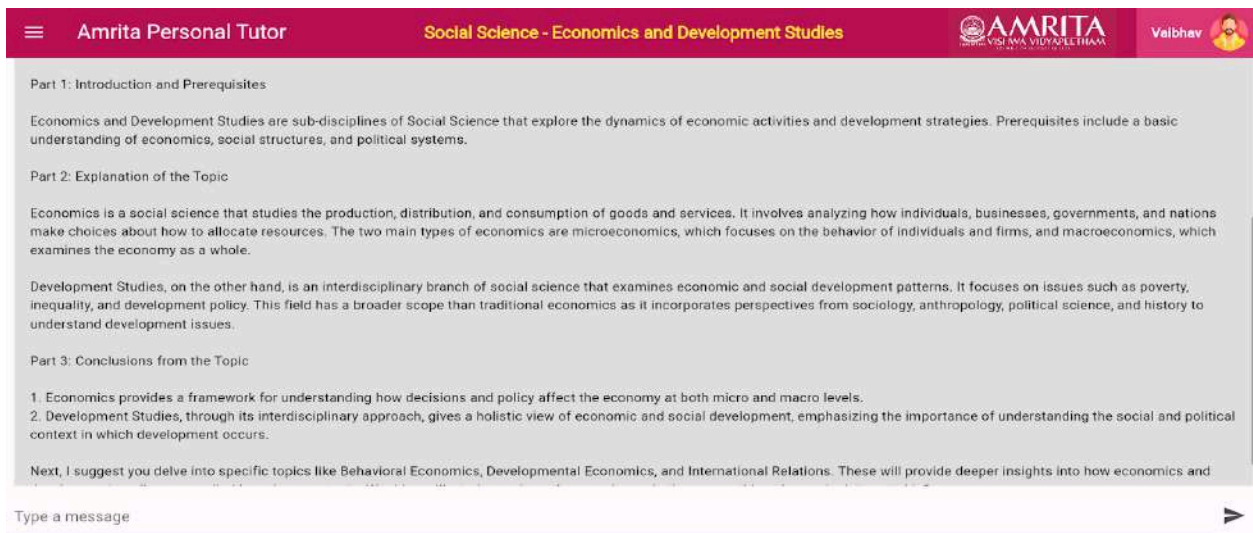 Amrita Personal Tutor
Social Science - Economics and Development Studies
AMRITA
VISHWA VIDYAPEETHAM
Vaibhav
Part 1: Introduction and Prerequisites
Economics and Development Studies are sub-disciplines of Social Science that explore the dynamics of economic activities and development strategies. Prerequisites include a basic
understanding of economics, social structures, and political systems.
Part 2: Explanation of the Topic
Economics is a social science that studies the production, distribution, and consumption of goods and services. It involves analyzing how individuals, businesses, governments, and nations
make choices about how to allocate resources. The two main types of economics are microeconomics, which focuses on the behavior of individuals and firms, and macroeconomics, which
examines the economy as a whole.
Development Studies, on the other hand, is an interdisciplinary branch of social science that examines economic and social development patterns. It focuses on issues such as poverty,
inequality, and development policy. This field has a broader scope than traditional economics as it incorporates perspectives from sociology, anthropology, political science, and history to
understand development issues.
Part 3: Conclusions from the Topic
1. Economics provides a framework for understanding how decisions and policy affect the economy at both micro and macro levels.
2. Development Studies, through its interdisciplinary approach, gives a holistic view of economic and social development, emphasizing the importance of understanding the social and political
context in which development occurs.
Next, I suggest you delve into specific topics like Behavioral Economics, Developmental Economics, and International Relations. These will provide deeper insights into how economics and
Type a message